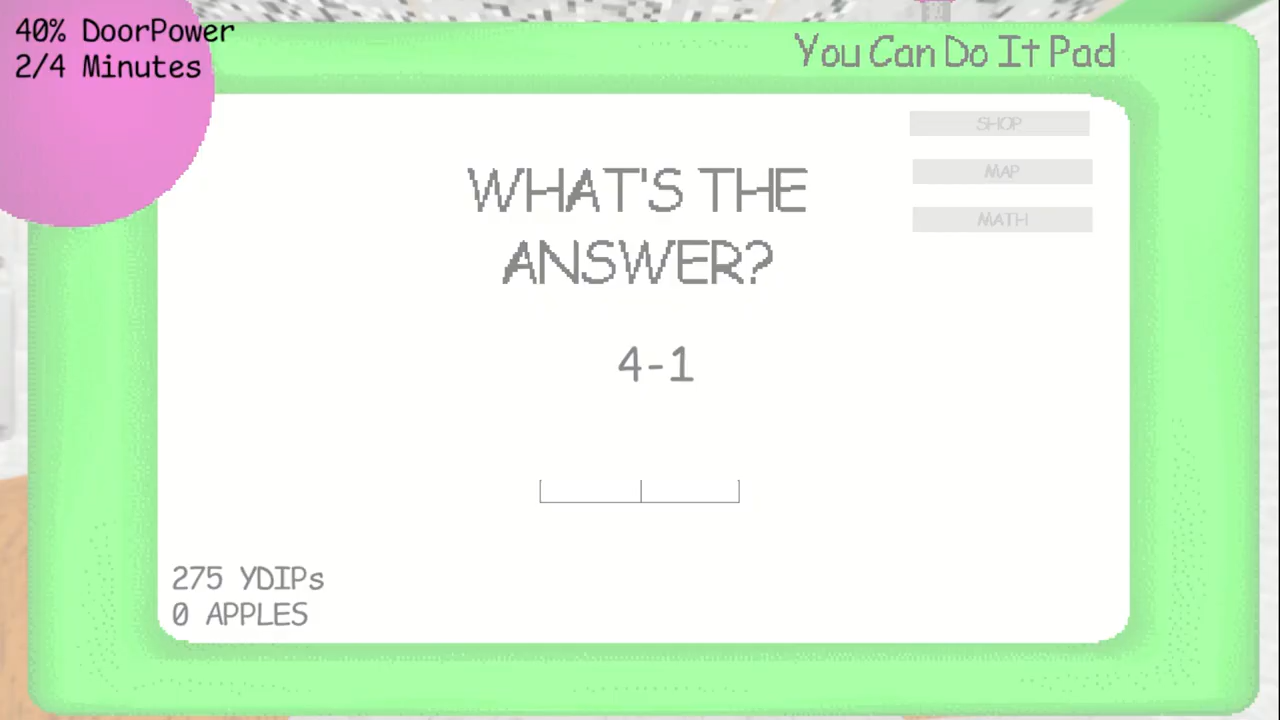 40% DoorPower
2/4 Minutes
You Can Do It Pad
SHOP
MAP
MATH
WHAT'S THE
ANSWER?
4-1
275 YDIPs
0 APPLES